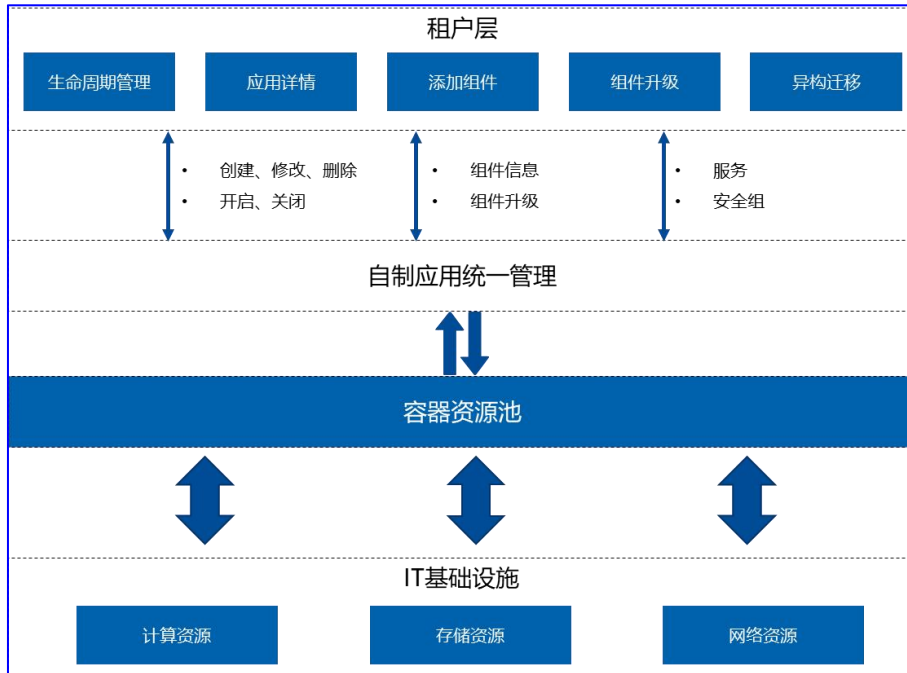 租户层
生命周期管理
应用详情
添加组件
组件升级
异构迁移
• 创建、修改、删除
• 开启、关闭
• 组件信息
• 组件升级
• 服务
• 安全组
自制应用统一管理
容器资源池
IT基础设施
计算资源
存储资源
网络资源